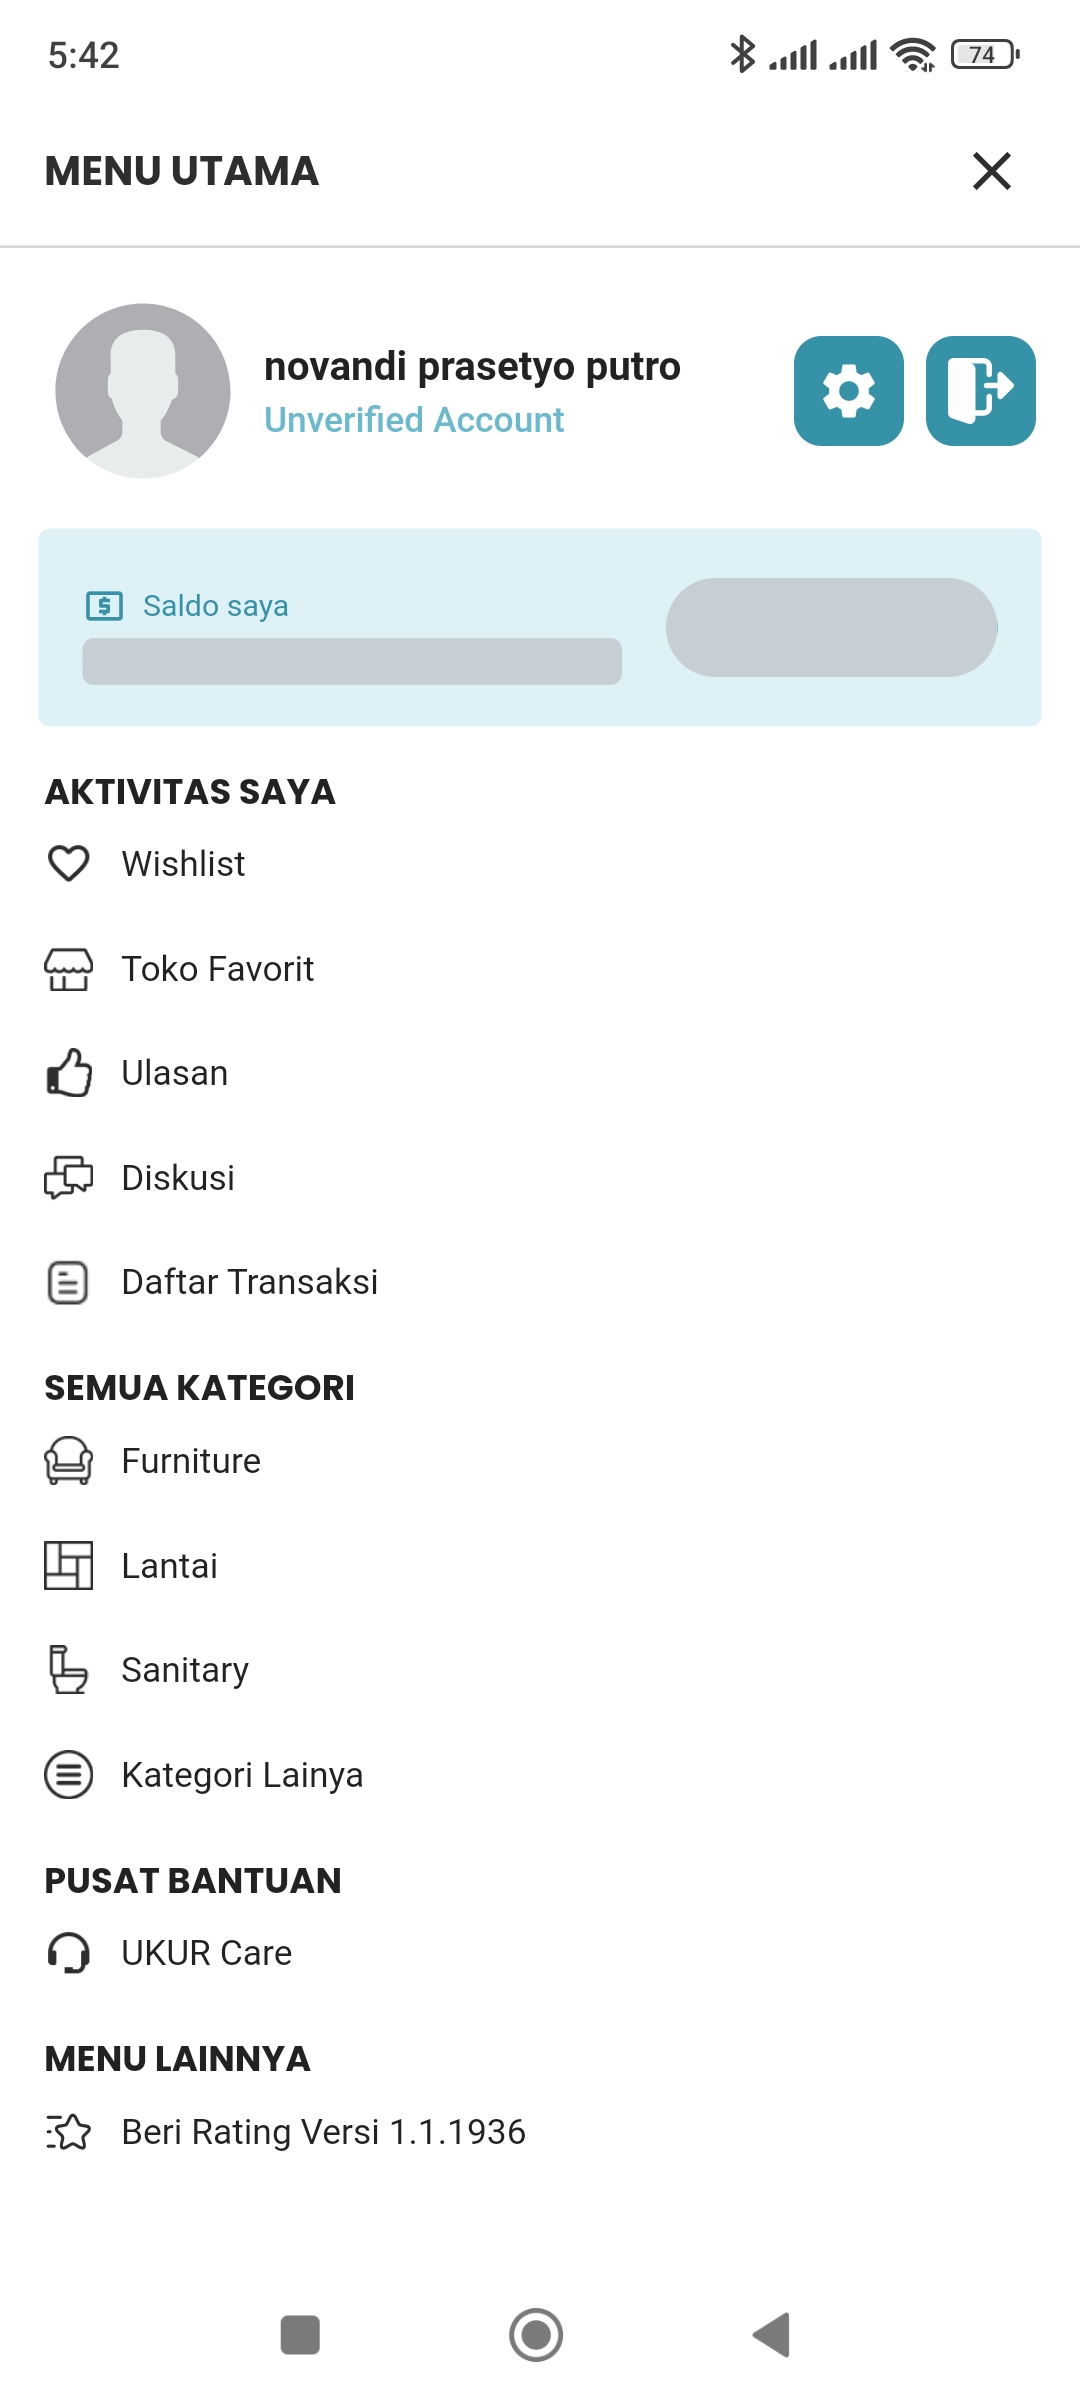 5:42
74
MENU UTAMA
novandi prasetyo putro
Unverified Account
Saldo saya
AKTIVITAS SAYA
Wishlist
Toko Favorit
Ulasan
Diskusi
Daftar Transaksi
SEMUA KATEGORI
Furniture
Lantai
Sanitary
Kategori Lainya
PUSAT BANTUAN
UKUR Care
MENU LAINNYA
Beri Rating Versi 1.1.1936